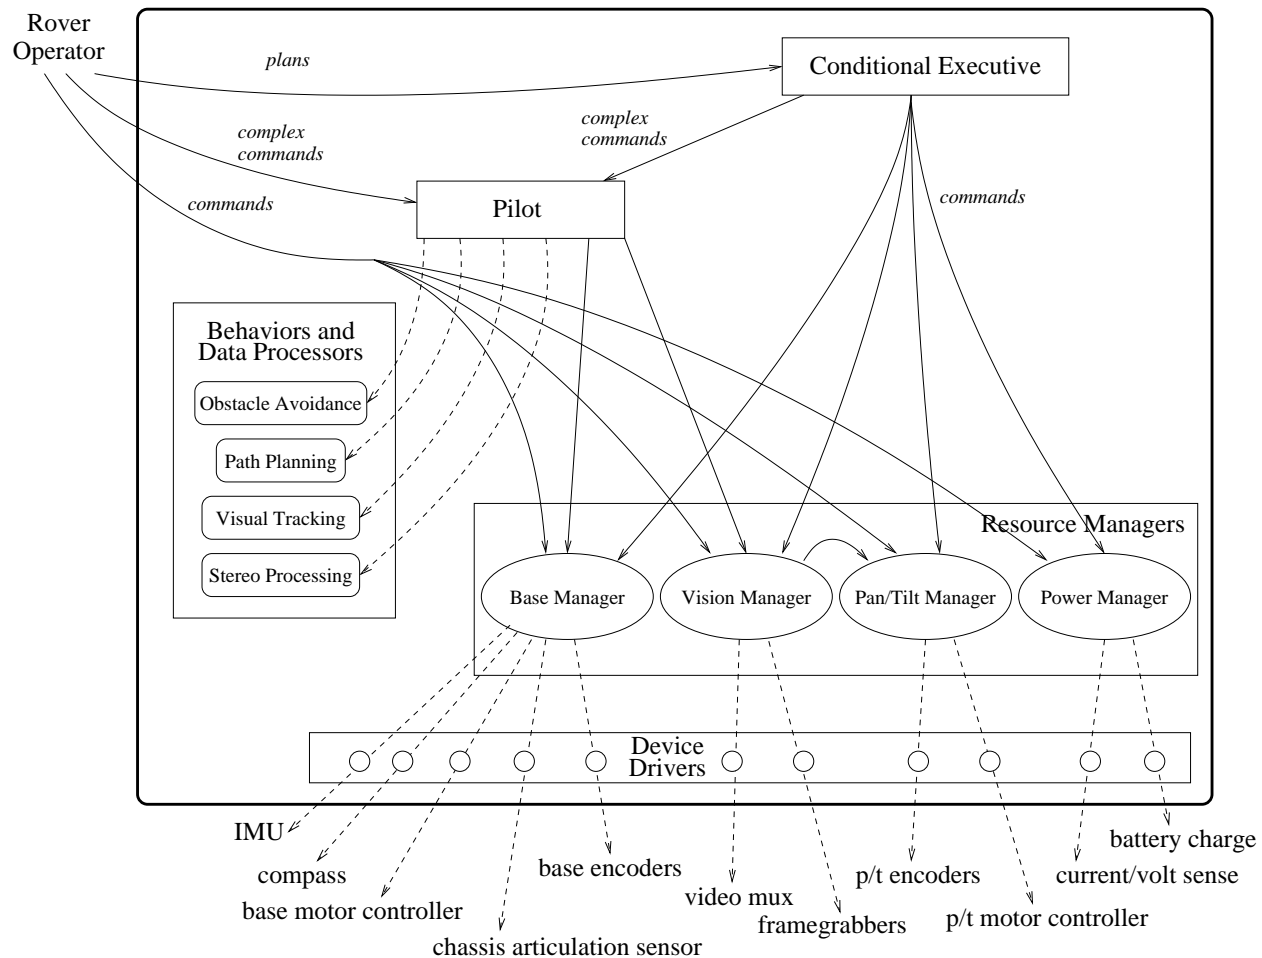 Rover
Operator
plans
Conditional Executive
complex
commands
complex
commands
commands
commands
Pilot
Behaviors and
Data Processors
Obstacle Avoidance
Path Planning
Visual Tracking
Stereo Processing
Resource Managers
Base Manager
Vision Manager
Pan/Tilt Manager
Power Manager
Device
Drivers
IMU
compass
base motor controller
chassis articulation sensor
base encoders
video mux
framegrabbers
p/t encoders
p/t motor controller
current/volt sense
battery charge